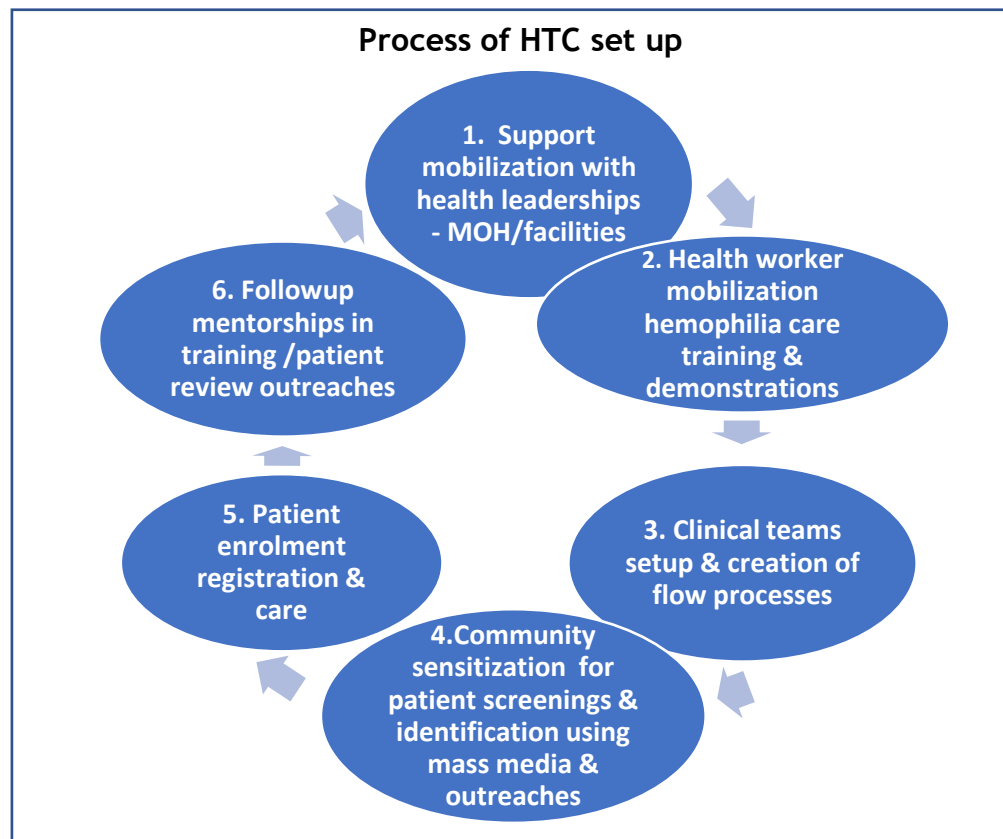 Process of HTC set up
1. Support
mobilization with
health leaderships
- MOH/facilities
2. Health worker
mobilization
hemophilia care
training &
demonstrations
3. Clinical teams
setup & creation of
flow processes
4.Community
sensitization for
patient screenings &
identification using
mass media &
outreaches
5. Patient
enrolment
registration &
care
6. Followup
mentorships in
training /patient
review outreaches